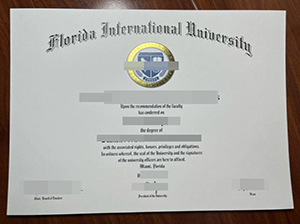 Florida International University
Upon the recommendation of the faculty
has conferred on
the degree of
with the associated rights, honors, privileges and obligations.
In witness whereof, the seal of the University and the signatures
of the university officers are here to affixed.
Miami, Florida